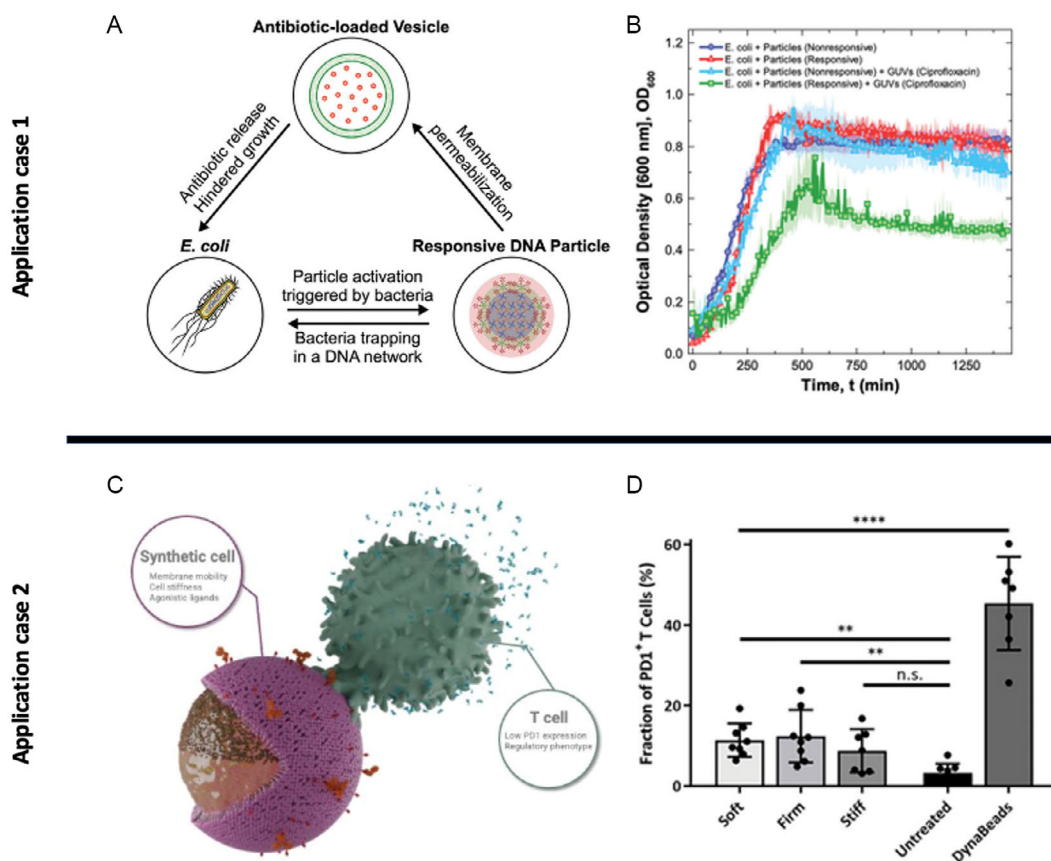 Application case 1
A
Antibiotic-loaded Vesicle
Antibiotic release
Hindered growth
Membrane
permeabilization
E. coli
Responsive DNA Particle
Particle activation
triggered by bacteria
Bacteria trapping
in a DNA network
B
E. coli + Particles (Nonresponsive)
E. coli + Particles (Responsive)
E. coli + Particles (Nonresponsive) + GUVs (Ciprofloxacin)
E. coli + Particles (Responsive) + GUVs (Ciprofloxacin)
Optical Density [600 nm], OD600
1.2
1.0
0.8
0.6
0.4
0.2
0.0
0
250
500
750
1000
1250
Time, t (min)
Application case 2
C
Synthetic cell
Membrane mobility
Cell stiffness
Agonistic ligands
T cell
Low PD1 expression
Regulatory phenotype
D
Fraction of PD1+ T Cells (%)
60
40
20
0
****
**
**
n.s.
Soft
Firm
Stiff
Untreated
DynaBeads